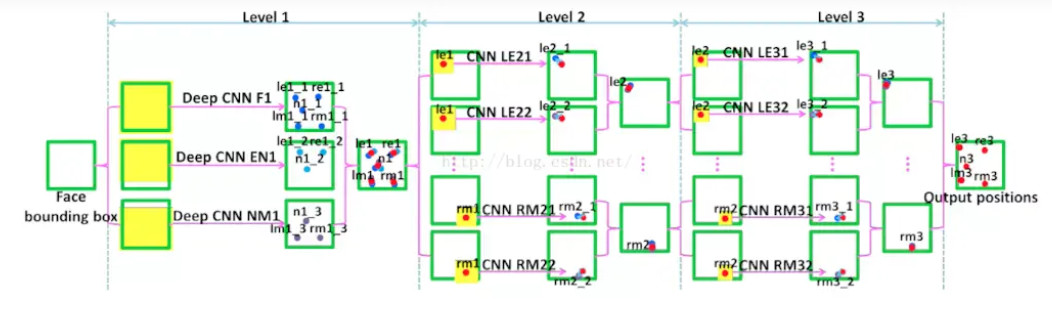 Level 1
Level 2
Level 3
Face
bounding box
Deep CNN F1
Deep CNN EN1
Deep CNN NM1
le1_1 re1_1
n1_1
lm1_1 rm1_1
le1_2 re1_2
n1_2
n1_3
lm1_3 rm1_3
le1 re1
n1
lm1 rm1
le1 CNN LE21 le2_1
le1 CNN LE22 le2_2
le2
rm1 CNN RM21 rm2_1
rm1 CNN RM22
rm2_2
rm2
le2 CNN LE31 le3_1
le2 CNN LE32 le3_2
le3
rm2 CNN RM31 rm3_1
rm2 CNN RM32
rm3_2
rm3
le3 re3
n3
lm3 rm3
Output positions
http://blog.csdn.net/